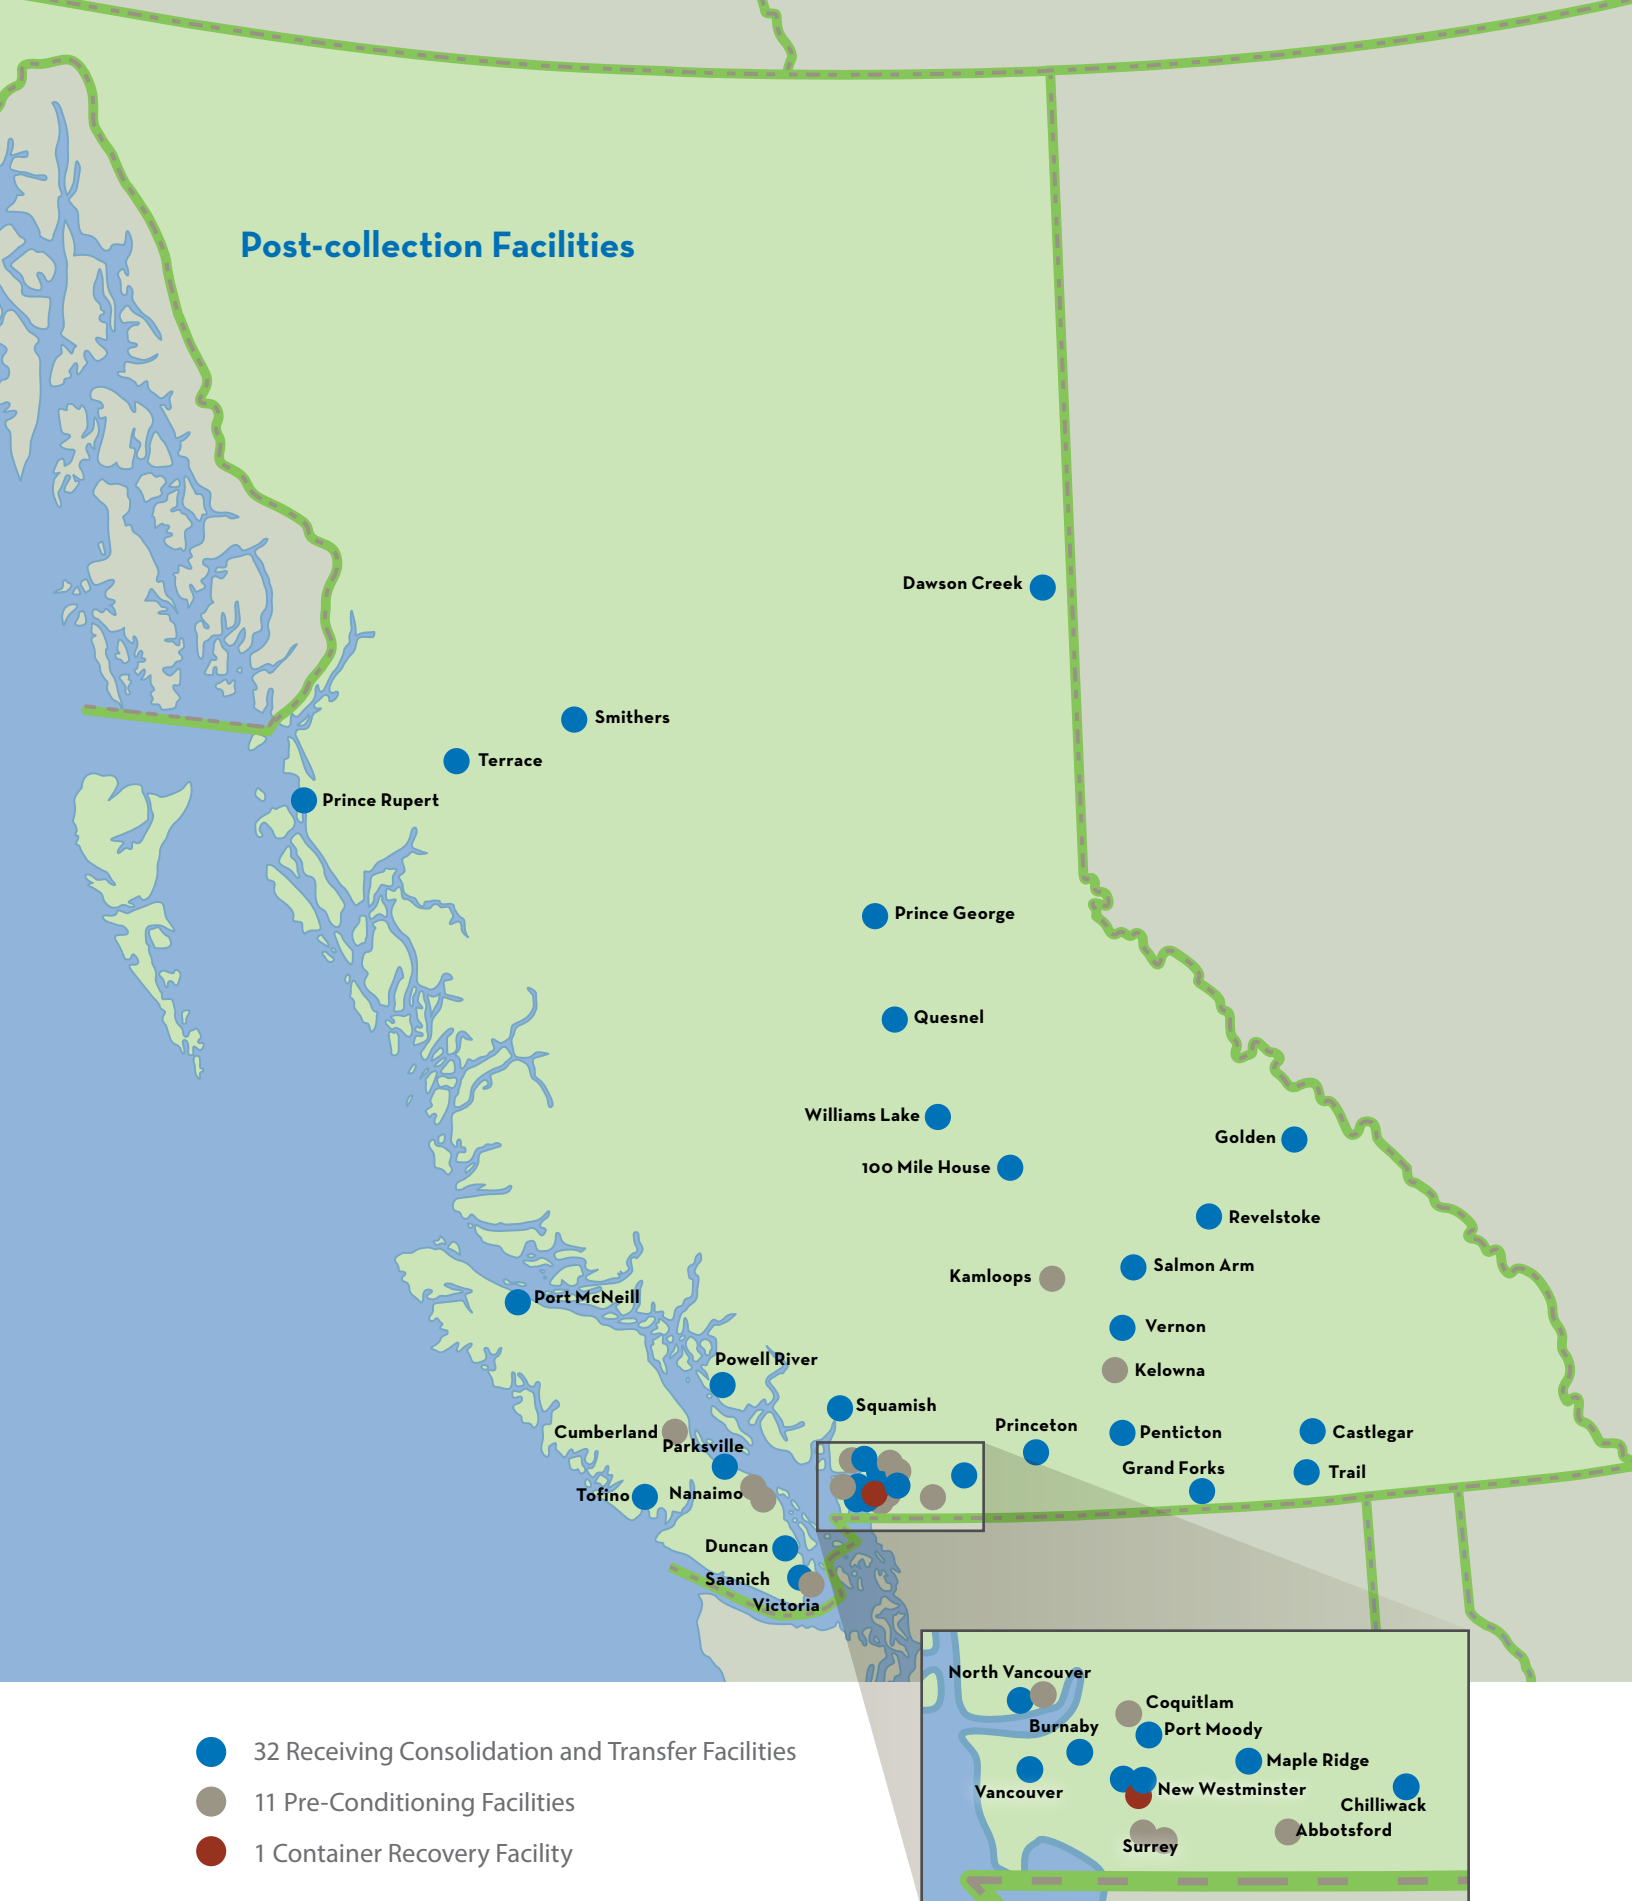 Post-collection Facilities
Dawson Creek
Smithers
Terrace
Prince Rupert
Prince George
Quesnel
Williams Lake
Golden
100 Mile House
Revelstoke
Salmon Arm
Kamloops
Port McNeill
Vernon
Powell River
Kelowna
Squamish
Princeton
Cumberland
Penticton
Castlegar
Parksville
Grand Forks
Trail
Tofino
Nanaimo
Duncan
Saanich
Victoria
North Vancouver
Coquitlam
Burnaby
Port Moody
Maple Ridge
Vancouver
New Westminster
Chilliwack
Abbotsford
Surrey
32 Receiving Consolidation and Transfer Facilities
11 Pre-Conditioning Facilities
1 Container Recovery Facility